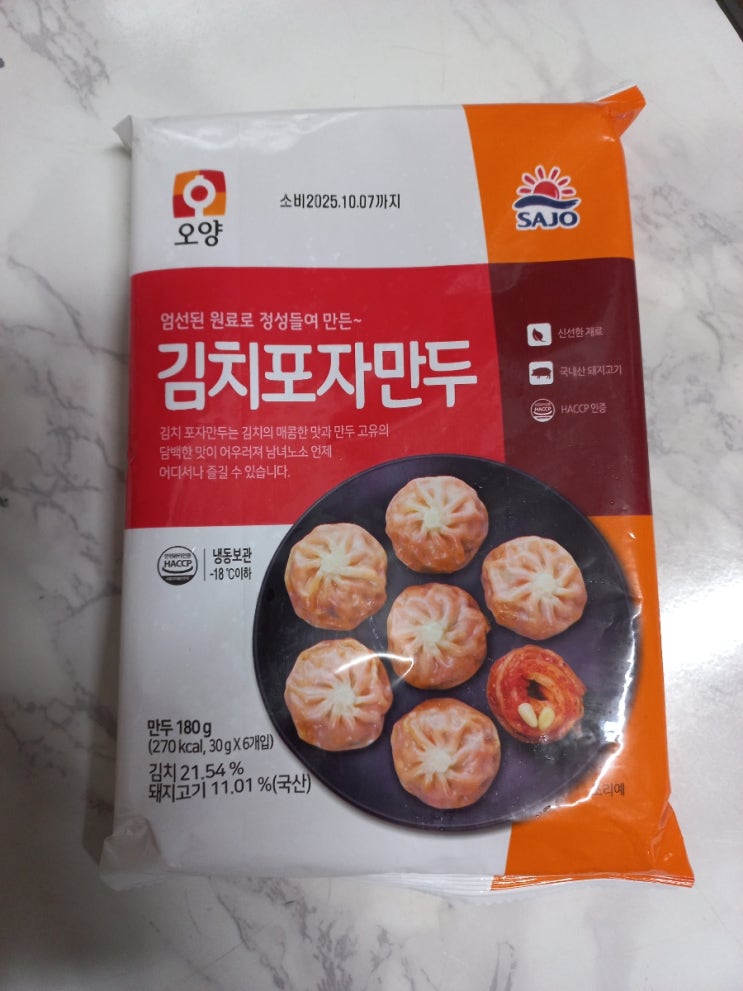 오양
소비2025.10.07까지
SAJO
엄선된 원료로 정성들여 만든~
김치포자만두
김치 포자만두는 김치의 매콤한 맛과 만두 고유의
담백한 맛이 어우러져 남녀노소 언제
어디서나 즐길 수 있습니다.
신선한 재료
국내산 돼지고기
HACCP
HACCP 인증
HACCP
냉동보관
-18 ℃이하
만두 180 g
(270 kcal, 30 g X 6개입)
김치 21.54 %
돼지고기 11.01 %(국산)